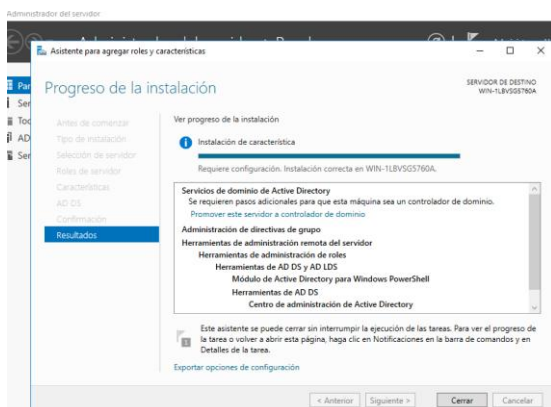 Administrador del servidor
Asistente para agregar roles y características
Progreso de la instalación
SERVIDOR DE DESTINO
WIN-1LBVSG5760A
Antes de comenzar
Tipo de instalación
Selección de servidor
Roles de servidor
Características
AD DS
Confirmación
Resultados
Ver progreso de la instalación
Instalación de característica
Requiere configuración. Instalación correcta en WIN-1LBVSG5760A.
Servicios de dominio de Active Directory
Se requieren pasos adicionales para que esta máquina sea un controlador de dominio.
Promover este servidor a controlador de dominio
Administración de directivas de grupo
Herramientas de administración remota del servidor
Herramientas de administración de roles
Herramientas de AD DS y AD LDS
Módulo de Active Directory para Windows PowerShell
Herramientas de AD DS
Centro de administración de Active Directory
Este asistente se puede cerrar sin interrumpir la ejecución de las tareas. Para ver el progreso de
la tarea o volver a abrir esta página, haga clic en Notificaciones en la barra de comandos y en
Detalles de la tarea.
Exportar opciones de configuración
< Anterior
Siguiente >
Cerrar
Cancelar